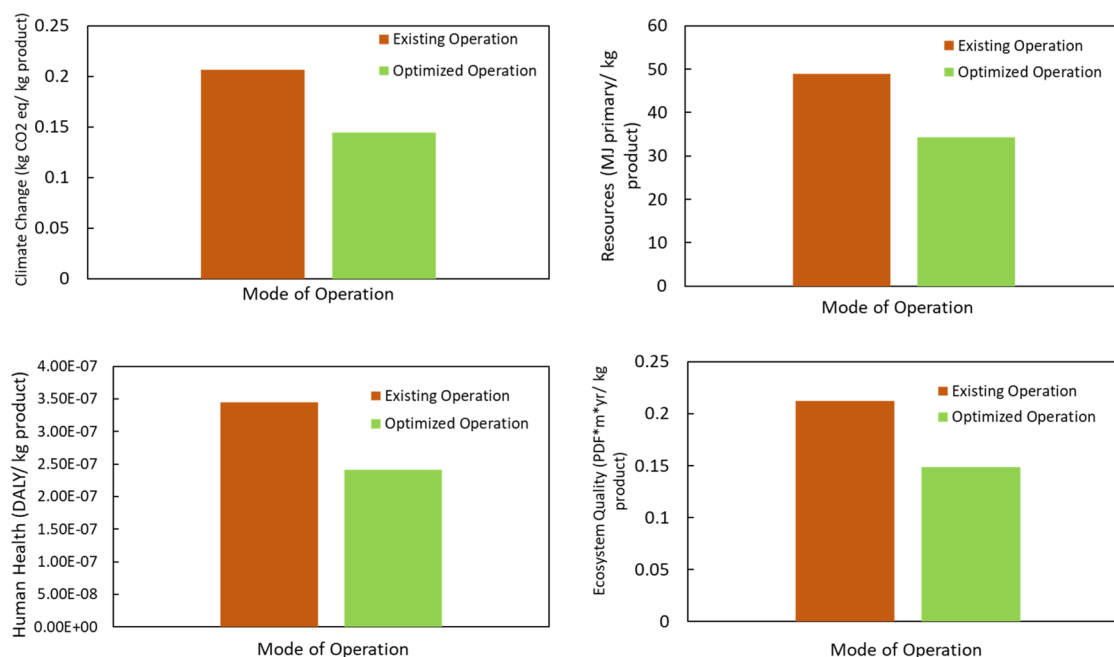 Climate Change (kg CO2 eq/ kg product)
0.25
0.2
0.15
0.1
0.05
0
Existing Operation
Optimized Operation
Mode of Operation
Resources (MJ primary/ kg
product)
60
50
40
30
20
10
0
Existing Operation
Optimized Operation
Mode of Operation
Human Health (DALY/ kg product)
4.00E-07
3.50E-07
3.00E-07
2.50E-07
2.00E-07
1.50E-07
1.00E-07
5.00E-08
0.00E+00
Existing Operation
Optimized Operation
Mode of Operation
Ecosystem Quality (PDF*m*yr/ kg
product)
0.25
0.2
0.15
0.1
0.05
0
Existing Operation
Optimized Operation
Mode of Operation